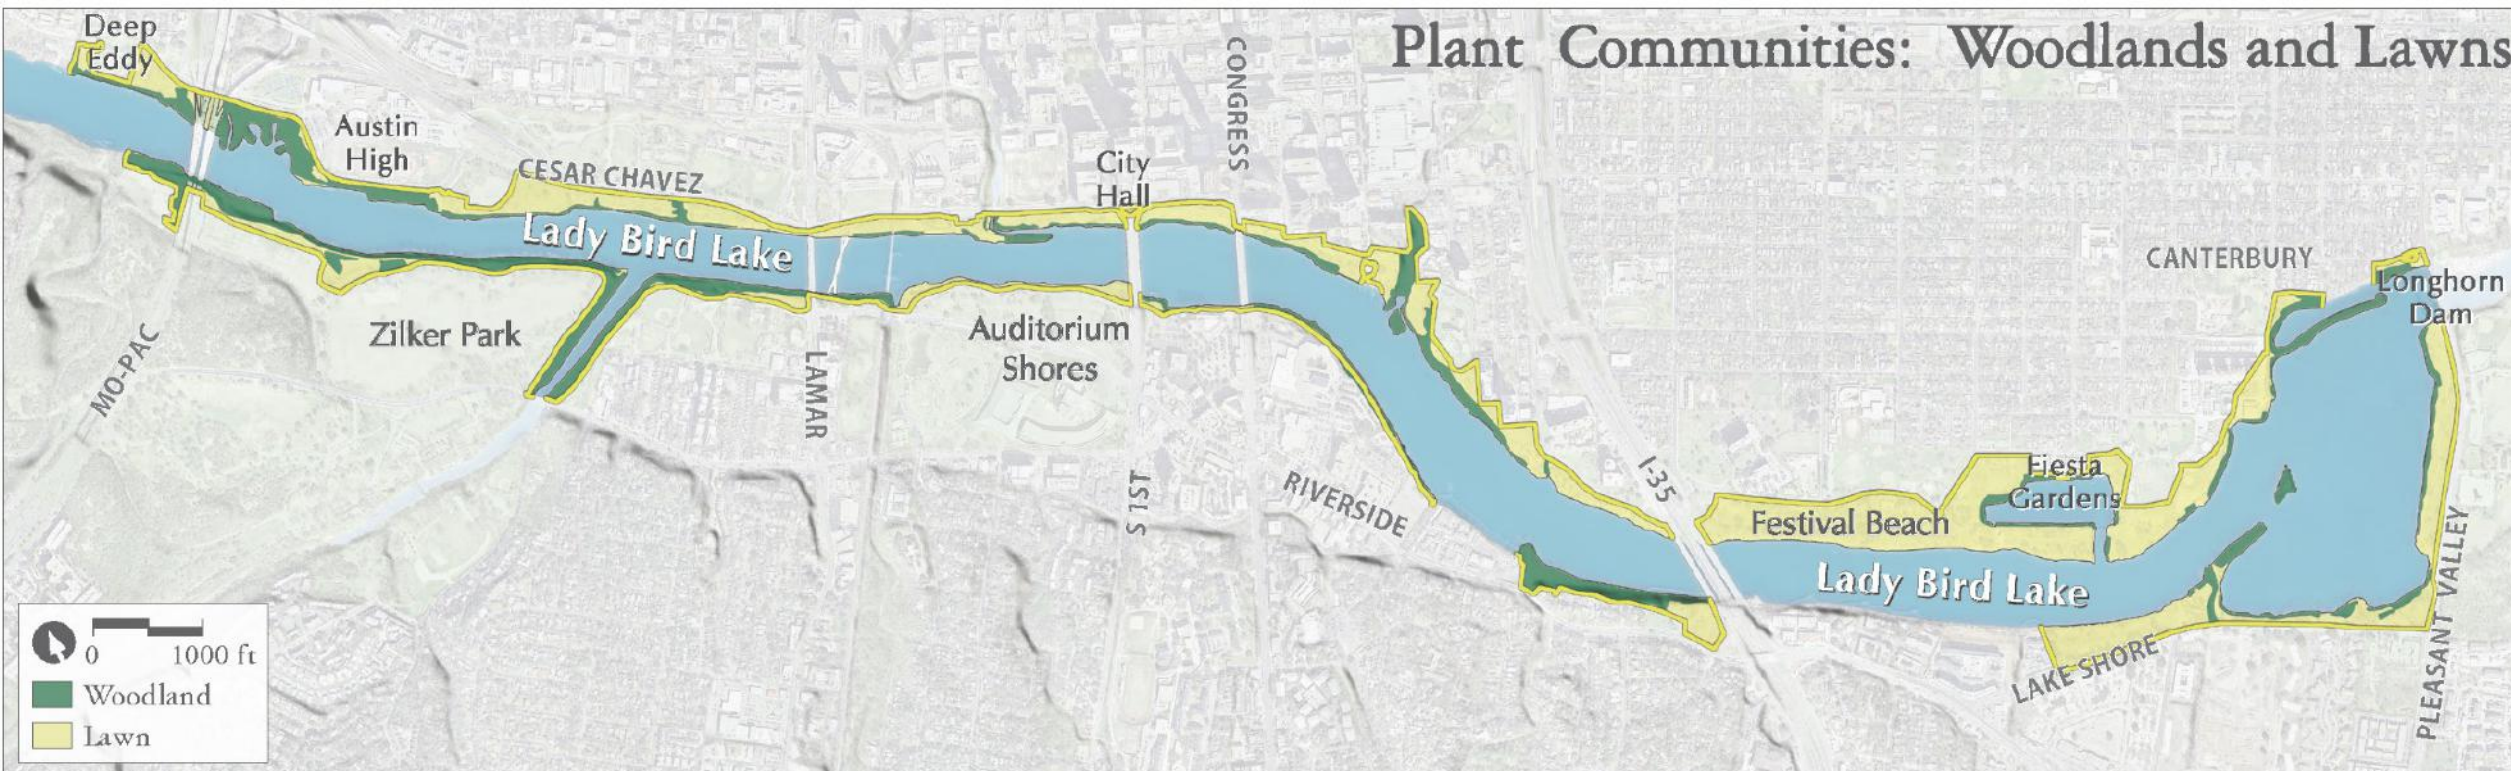 Plant Communities: Woodlands and Lawns
Deep
Eddy
Austin
High
CESAR CHAVEZ
City
Hall
CONGRESS
Lady Bird Lake
Zilker Park
MO-PAC
LAMAR
Auditorium
Shores
S 1ST
RIVERSIDE
I-35
CANTERBURY
Longhorn
Dam
Fiesta
Gardens
Festival Beach
Lady Bird Lake
LAKE SHORE
PLEASANT VALLEY
0 1000 ft
Woodland
Lawn